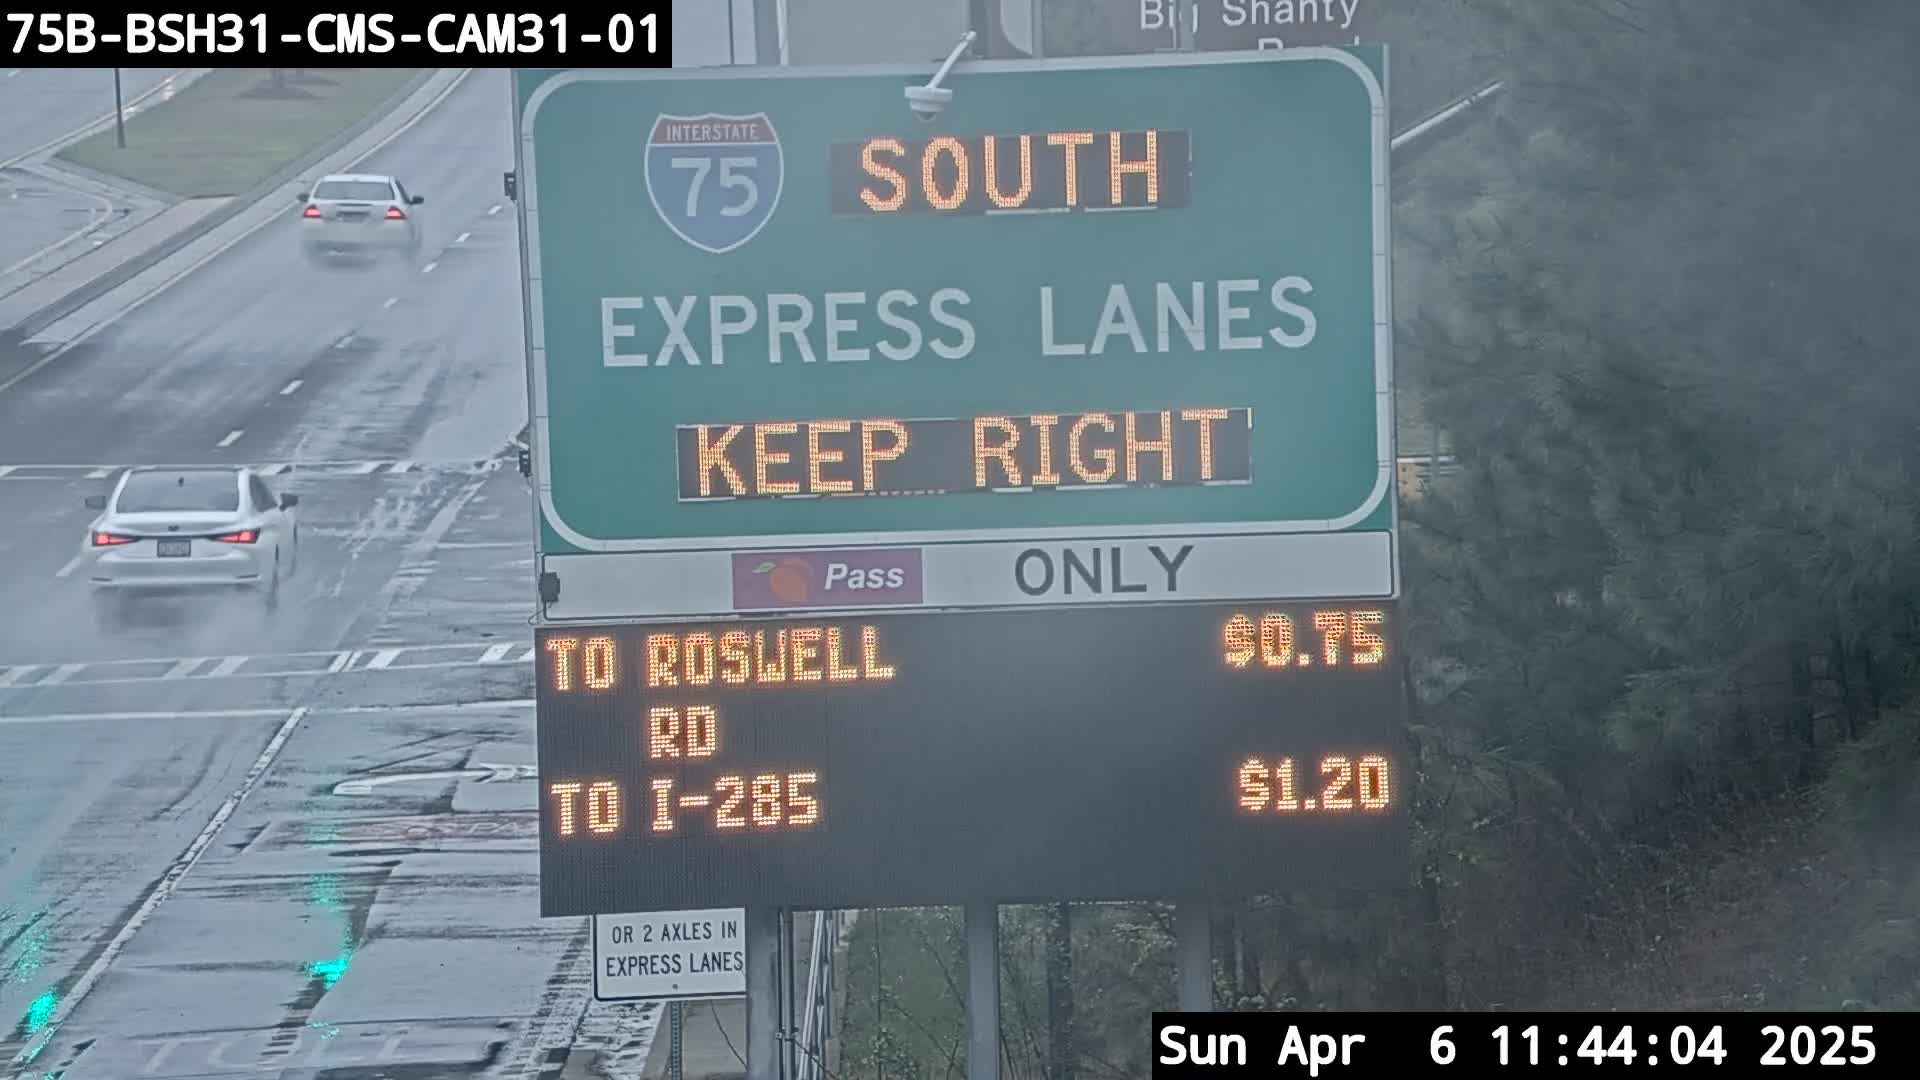 75B-BSH31-CMS-CAM31-01
Big Shanty
INTERSTATE
75
SOUTH
EXPRESS LANES
KEEP RIGHT
Pass
ONLY
TO ROSWELL $0.75
RD
TO I-285 $1.20
OR 2 AXLES IN
EXPRESS LANES
Sun Apr 6 11:44:04 2025